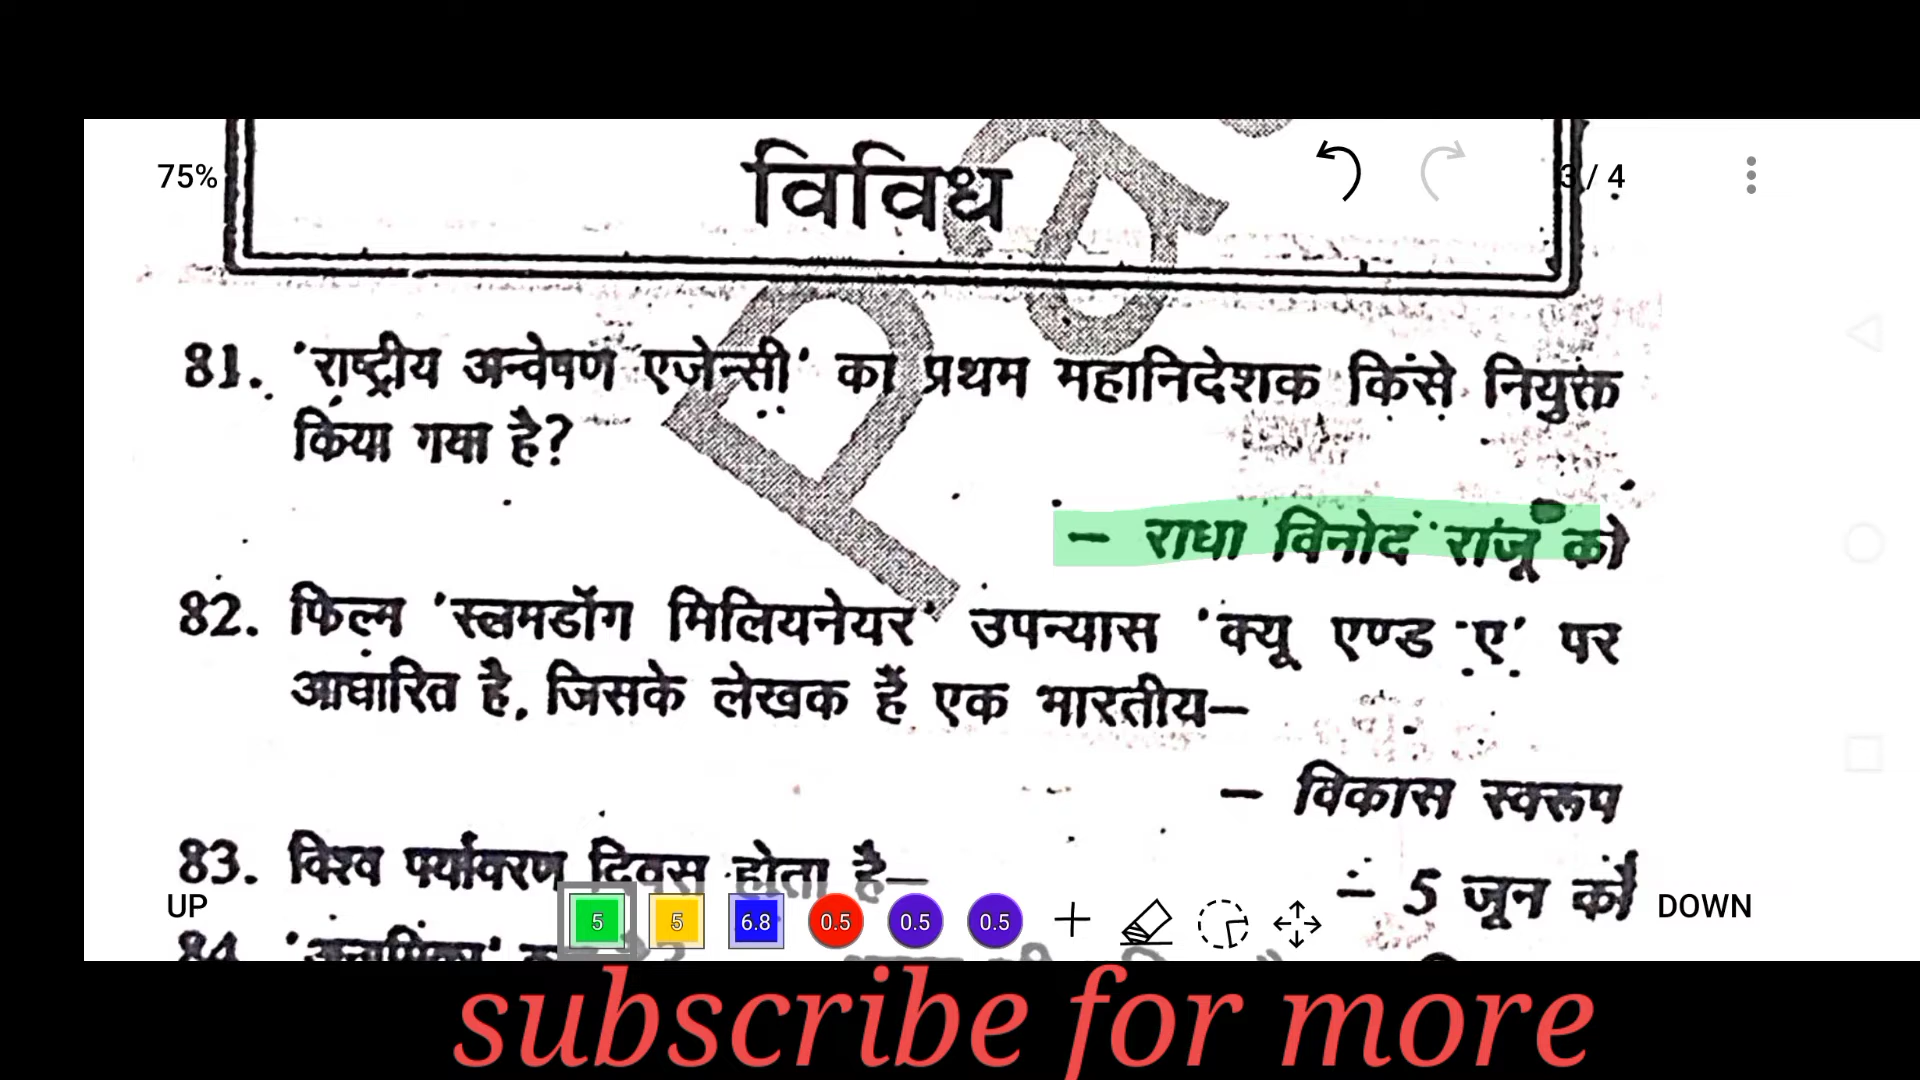 विविध
75%
3 / 4
81. 'राष्ट्रीय अन्वेषण एजेन्सी' का प्रथम महानिदेशक किसे नियुक्त
किया गया है?
– राधा विनोद राजू को
82. फिल्म 'स्लमडॉग मिलियनेयर' उपन्यास 'क्यू एण्ड ए' पर
आधारित है, जिसके लेखक हैं एक भारतीय–
– विकास स्वरूप
83. विश्व पर्यावरण दिवस होता है–
– 5 जून को
UP
5 5 6.8 0.5 0.5 0.5
DOWN
84.
subscribe for more